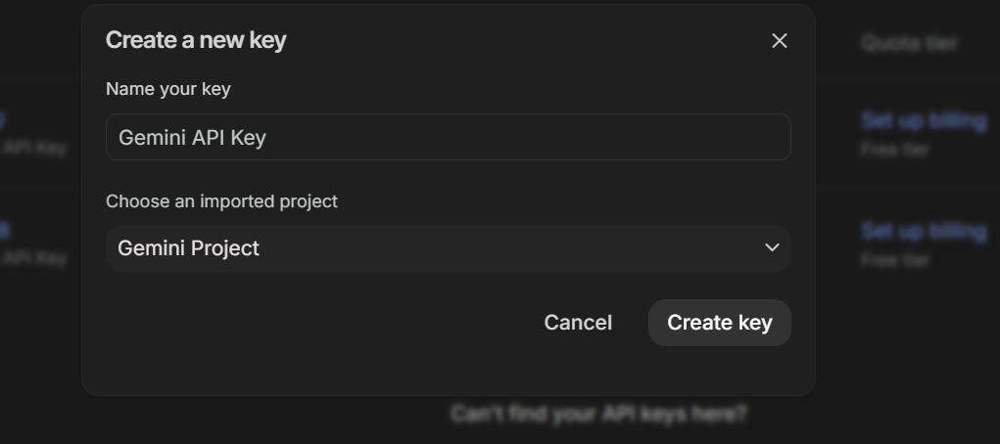 Create a new key
Quota tier
Name your key
Set up billing
API Key
Free tier
Gemini API Key
Choose an imported project
Set up billing
API Key
Free tier
Gemini Project
Cancel
Create key
Can't find your API keys here?